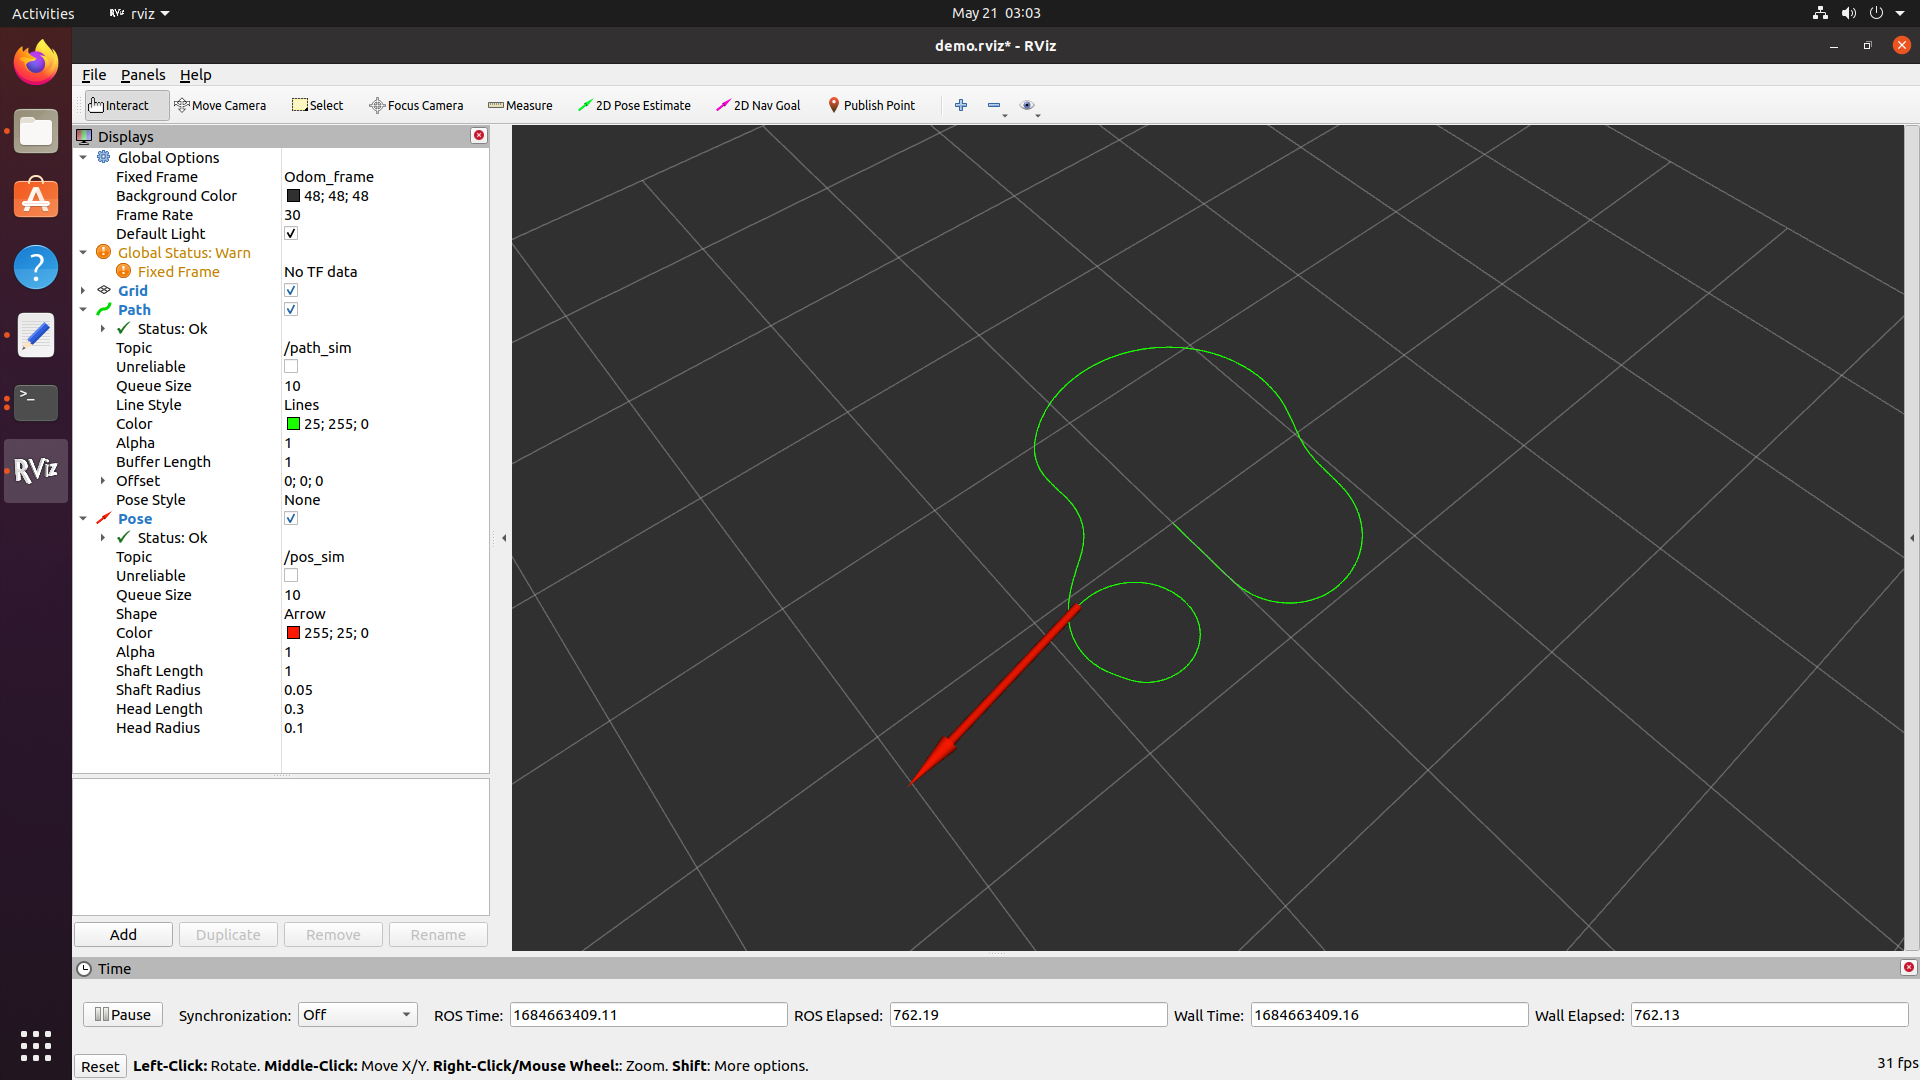 Activities RViz rviz May 21 03:03
demo.rviz* - RViz
File Panels Help
Interact Move Camera Select Focus Camera Measure 2D Pose Estimate 2D Nav Goal Publish Point
Displays
Global Options
Fixed Frame Odom_frame
Background Color 48; 48; 48
Frame Rate 30
Default Light
Global Status: Warn
Fixed Frame No TF data
Grid
Path
Status: Ok
Topic /path_sim
Unreliable
Queue Size 10
Line Style Lines
Color 25; 255; 0
Alpha 1
Buffer Length 1
Offset 0; 0; 0
Pose Style None
Pose
Status: Ok
Topic /pos_sim
Unreliable
Queue Size 10
Shape Arrow
Color 255; 25; 0
Alpha 1
Shaft Length 1
Shaft Radius 0.05
Head Length 0.3
Head Radius 0.1
RViz
Add Duplicate Remove Rename
Time
Pause Synchronization: Off ROS Time: 1684663409.11 ROS Elapsed: 762.19 Wall Time: 1684663409.16 Wall Elapsed: 762.13
Reset Left-Click: Rotate. Middle-Click: Move X/Y. Right-Click/Mouse Wheel:: Zoom. Shift: More options. 31 fps